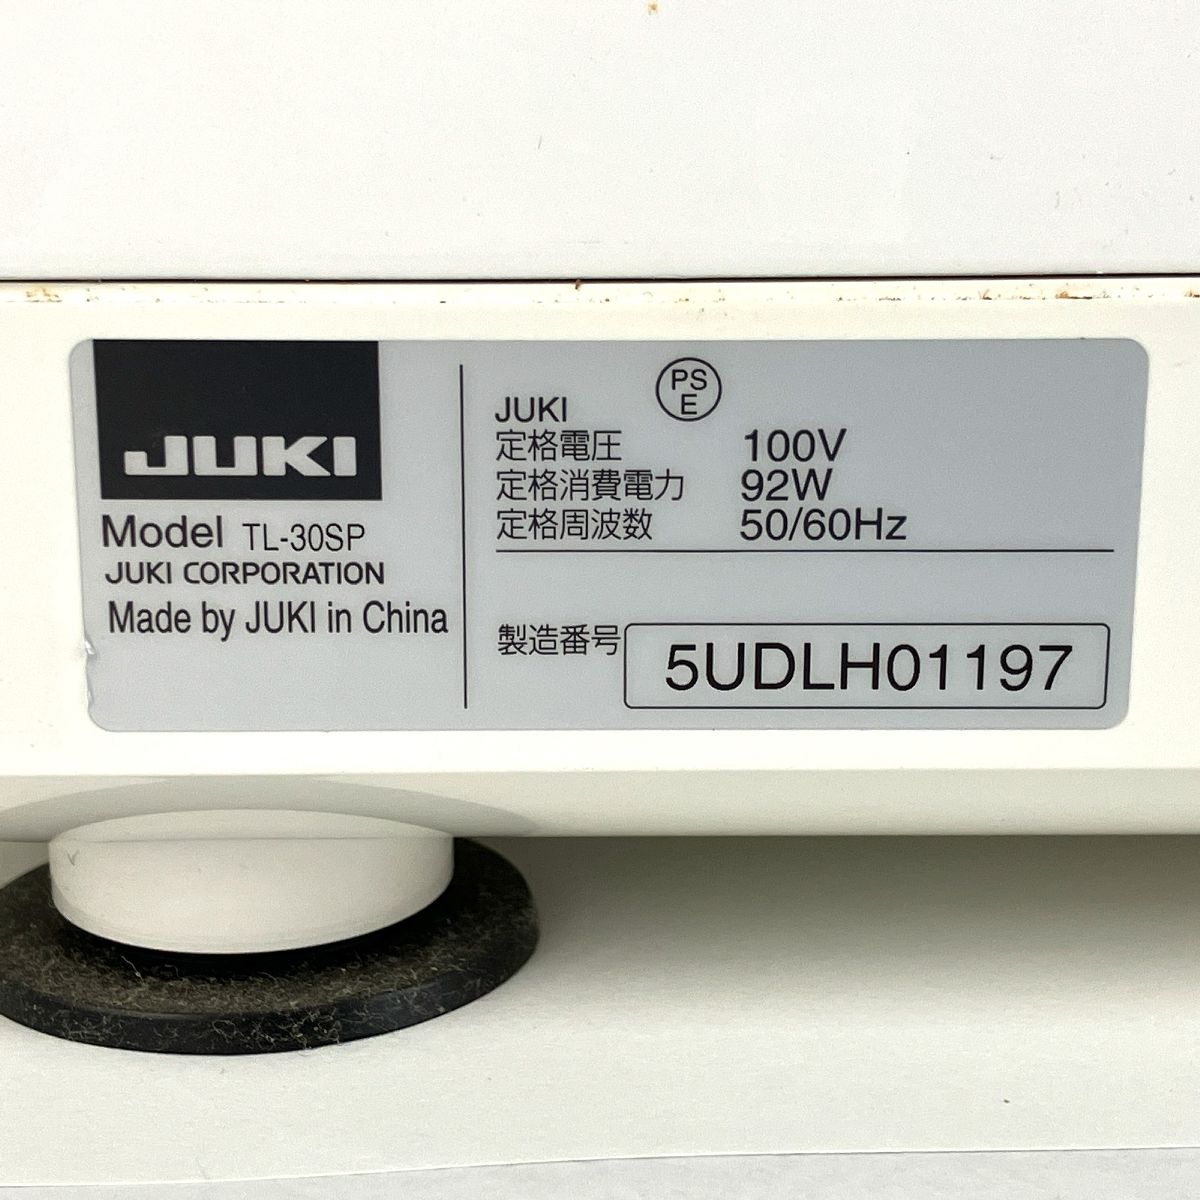 JUKI
Model TL-30SP
JUKI CORPORATION
Made by JUKI in China
PS
E
JUKI
定格電圧 100V
定格消費電力 92W
定格周波数 50/60Hz
製造番号 5UDLH01197